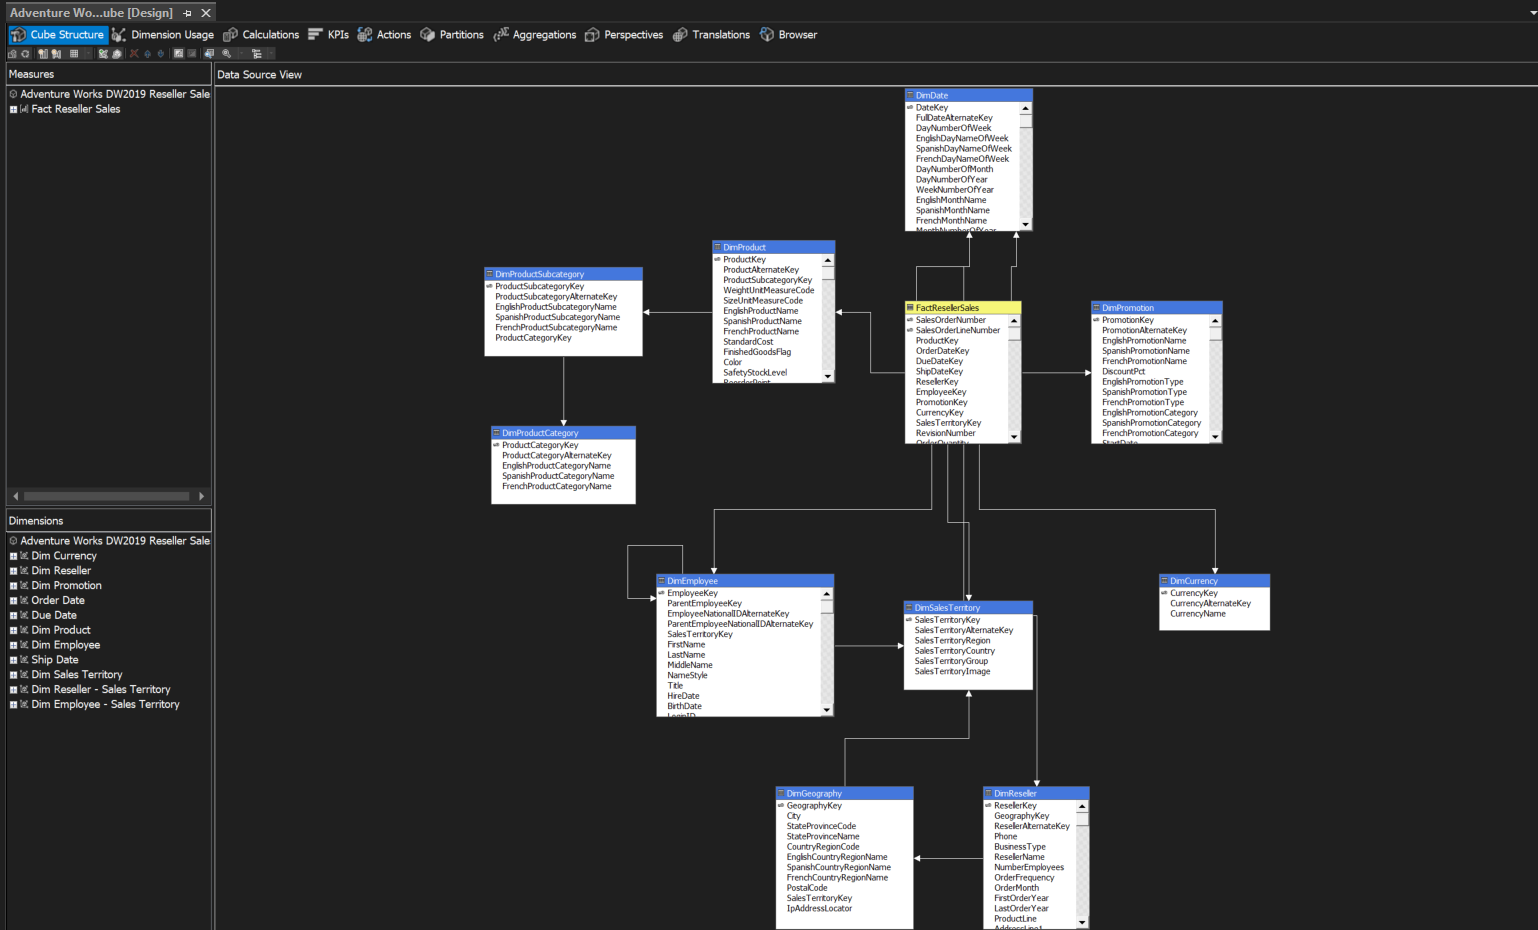 Adventure Wo...ube [Design]
Cube Structure Dimension Usage Calculations KPIs Actions Partitions Aggregations Perspectives Translations Browser
Measures
Adventure Works DW2019 Reseller Sale
Fact Reseller Sales
Dimensions
Adventure Works DW2019 Reseller Sale
Dim Currency
Dim Reseller
Dim Promotion
Order Date
Due Date
Dim Product
Dim Employee
Ship Date
Dim Sales Territory
Dim Reseller - Sales Territory
Dim Employee - Sales Territory
Data Source View
DimDate
DateKey
FullDateAlternateKey
DayNumberOfWeek
EnglishDayNameOfWeek
SpanishDayNameOfWeek
FrenchDayNameOfWeek
DayNumberOfMonth
DayNumberOfYear
WeekNumberOfYear
EnglishMonthName
SpanishMonthName
FrenchMonthName
MonthNumberOfYear
DimProduct
ProductKey
ProductAlternateKey
ProductSubcategoryKey
WeightUnitMeasureCode
SizeUnitMeasureCode
EnglishProductName
SpanishProductName
FrenchProductName
StandardCost
FinishedGoodsFlag
Color
SafetyStockLevel
ReorderPoint
DimProductSubcategory
ProductSubcategoryKey
ProductSubcategoryAlternateKey
EnglishProductSubcategoryName
SpanishProductSubcategoryName
FrenchProductSubcategoryName
ProductCategoryKey
DimProductCategory
ProductCategoryKey
ProductCategoryAlternateKey
EnglishProductCategoryName
SpanishProductCategoryName
FrenchProductCategoryName
FactResellerSales
SalesOrderNumber
SalesOrderLineNumber
ProductKey
OrderDateKey
DueDateKey
ShipDateKey
ResellerKey
EmployeeKey
PromotionKey
CurrencyKey
SalesTerritoryKey
RevisionNumber
OrderQuantity
DimPromotion
PromotionKey
PromotionAlternateKey
EnglishPromotionName
SpanishPromotionName
FrenchPromotionName
DiscountPct
EnglishPromotionType
SpanishPromotionType
FrenchPromotionType
EnglishPromotionCategory
SpanishPromotionCategory
FrenchPromotionCategory
StartDate
DimEmployee
EmployeeKey
ParentEmployeeKey
EmployeeNationalIDAlternateKey
ParentEmployeeNationalIDAlternateKey
SalesTerritoryKey
FirstName
LastName
MiddleName
NameStyle
Title
HireDate
BirthDate
LoginID
DimSalesTerritory
SalesTerritoryKey
SalesTerritoryAlternateKey
SalesTerritoryRegion
SalesTerritoryCountry
SalesTerritoryGroup
SalesTerritoryImage
DimCurrency
CurrencyKey
CurrencyAlternateKey
CurrencyName
DimGeography
GeographyKey
City
StateProvinceCode
StateProvinceName
CountryRegionCode
EnglishCountryRegionName
SpanishCountryRegionName
FrenchCountryRegionName
PostalCode
SalesTerritoryKey
IpAddressLocator
DimReseller
ResellerKey
GeographyKey
ResellerAlternateKey
Phone
BusinessType
ResellerName
NumberEmployees
OrderFrequency
OrderMonth
FirstOrderYear
LastOrderYear
ProductLine
AddressLine1